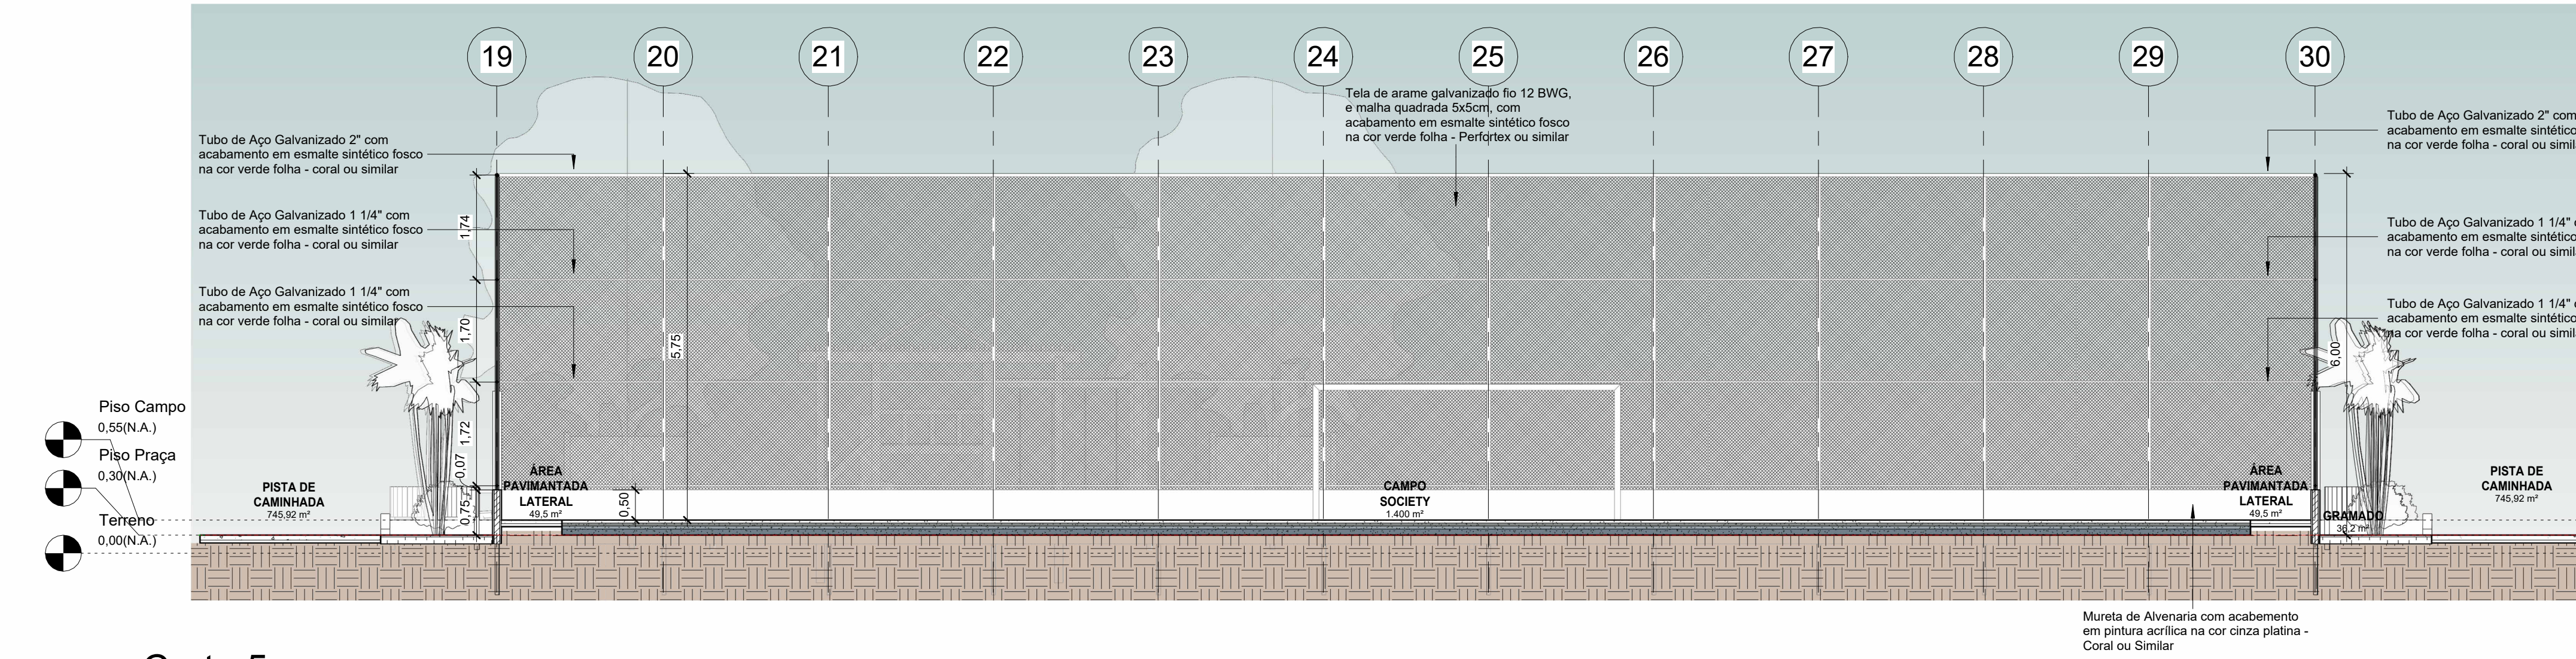 19
20
21
22
23
24
25
26
27
28
29
30
Tela de arame galvanizado fio 12 BWG,
e malha quadrada 5x5cm, com
acabamento em esmalte sintético fosco
na cor verde folha - Perfortex ou similar
Tubo de Aço Galvanizado 2" com
acabamento em esmalte sintético fosco
na cor verde folha - coral ou similar
Tubo de Aço Galvanizado 1 1/4" com
acabamento em esmalte sintético fosco
na cor verde folha - coral ou similar
Tubo de Aço Galvanizado 1 1/4" com
acabamento em esmalte sintético fosco
na cor verde folha - coral ou similar
Tubo de Aço Galvanizado 2" com
acabamento em esmalte sintético
na cor verde folha - coral ou simil
Tubo de Aço Galvanizado 1 1/4"
acabamento em esmalte sintético
na cor verde folha - coral ou simil
Tubo de Aço Galvanizado 1 1/4"
acabamento em esmalte sintético
na cor verde folha - coral ou simil
1,74
1,70
1,72
0,07
0,75
0,50
5,75
6,00
Piso Campo
0,55(N.A.)
Piso Praça
0,30(N.A.)
Terreno
0,00(N.A.)
PISTA DE
CAMINHADA
745,92 m²
ÁREA
PAVIMANTADA
LATERAL
49,5 m²
CAMPO
SOCIETY
1.400 m²
ÁREA
PAVIMANTADA
LATERAL
49,5 m²
GRAMADO
36,2 m²
PISTA DE
CAMINHADA
745,92 m²
Mureta de Alvenaria com acabemento
em pintura acrílica na cor cinza platina -
Coral ou Similar